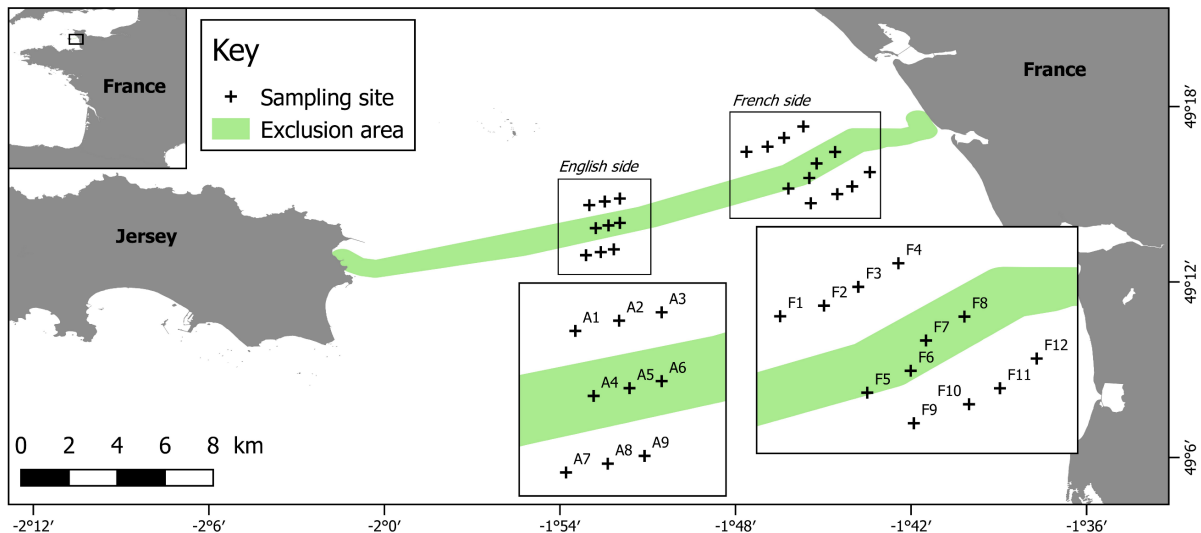 France
Key
Sampling site
Exclusion area
France
French side
English side
Jersey
A1 A2 A3
A4 A5 A6
A7 A8 A9
F1 F2 F3 F4
F5 F6 F7 F8
F9 F10 F11 F12
0 2 4 6 8 km
49°18′
49°12′
49°6′
-2°12′ -2°6′ -2°0′ -1°54′ -1°48′ -1°42′ -1°36′